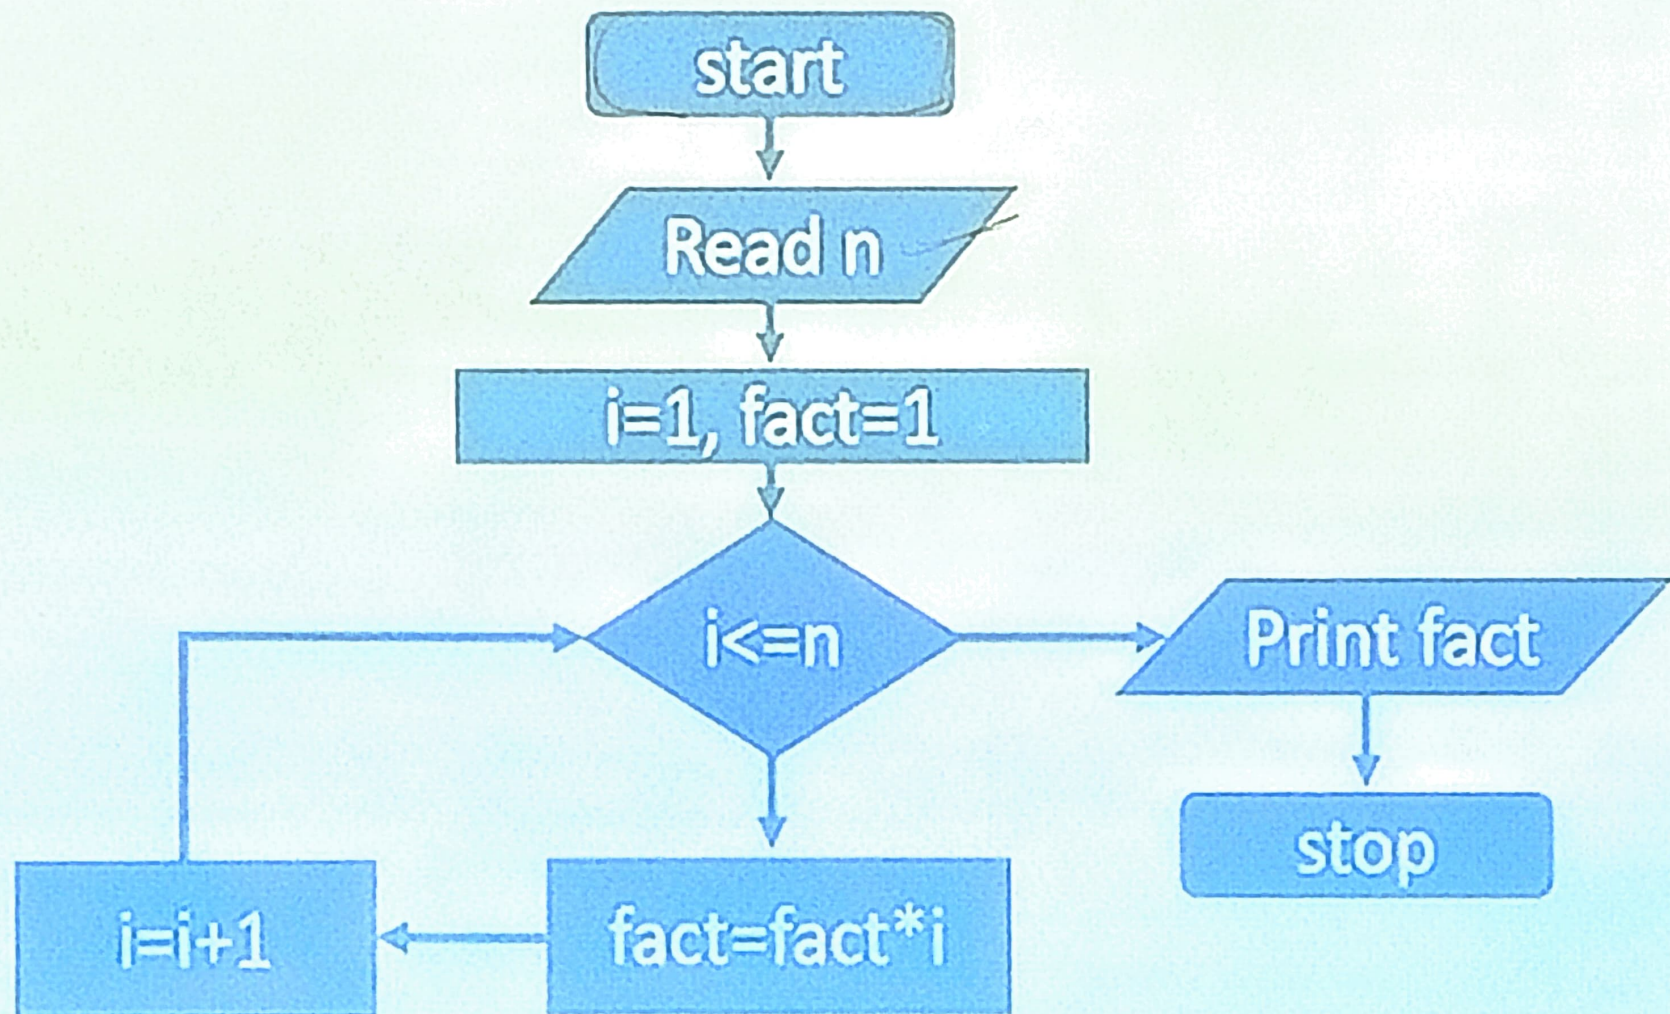 start
Read n
i=1, fact=1
i<=n
Print fact
stop
fact=fact*i
i=i+1